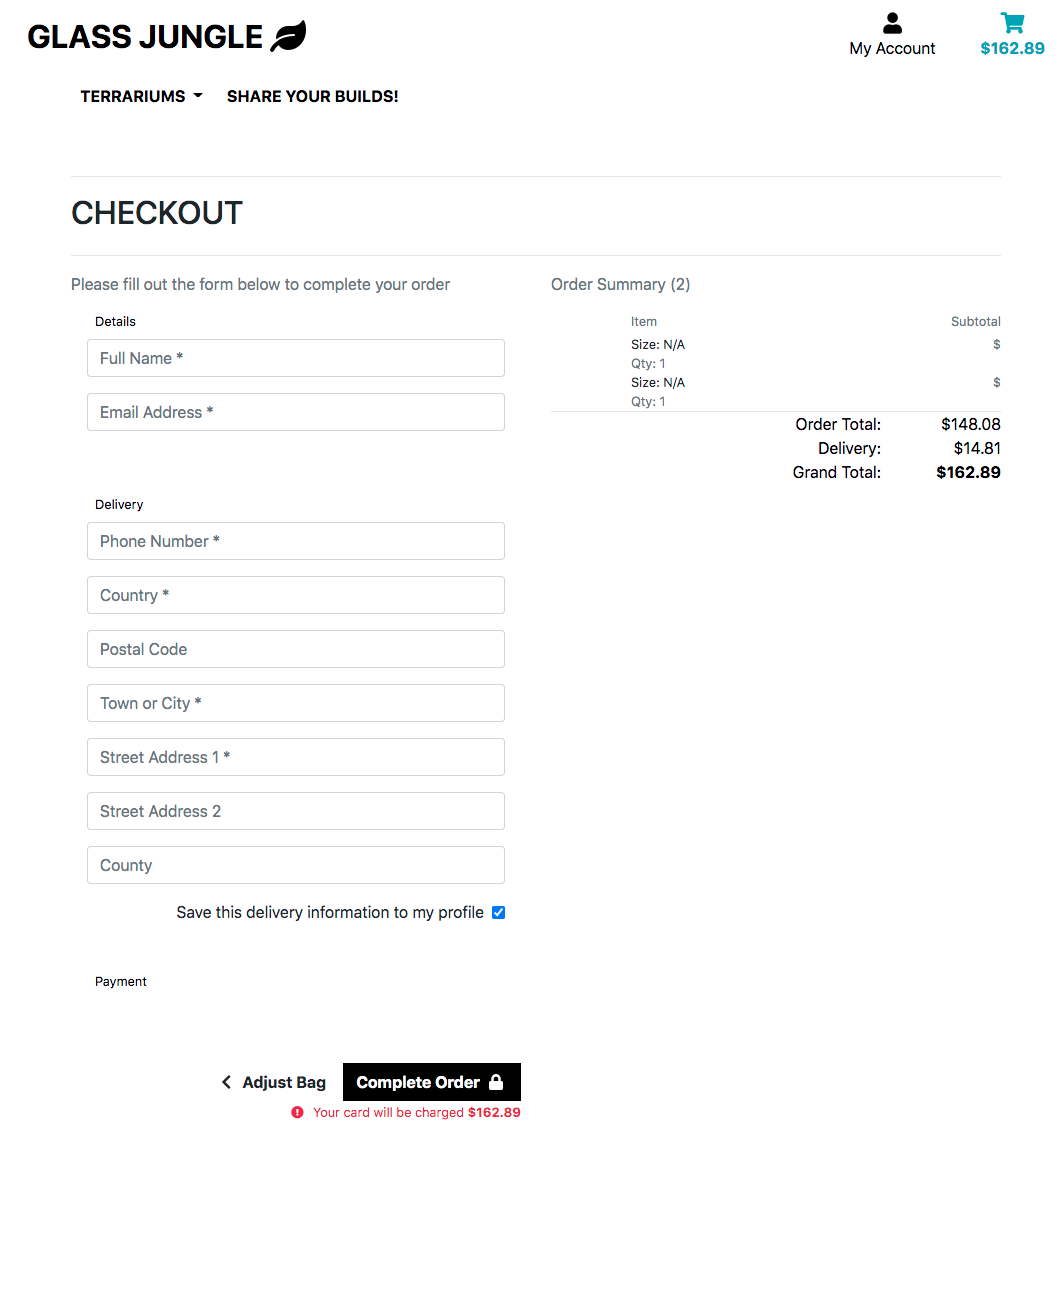 GLASS JUNGLE
My Account
$162.89
TERRARIUMS
SHARE YOUR BUILDS!
CHECKOUT
Please fill out the form below to complete your order
Details
Full Name *
Email Address *
Delivery
Phone Number *
Country *
Postal Code
Town or City *
Street Address 1 *
Street Address 2
County
Save this delivery information to my profile
Payment
Adjust Bag
Complete Order
Your card will be charged $162.89
Order Summary (2)
Item Subtotal
Size: N/A $
Qty: 1
Size: N/A $
Qty: 1
Order Total: $148.08
Delivery: $14.81
Grand Total: $162.89